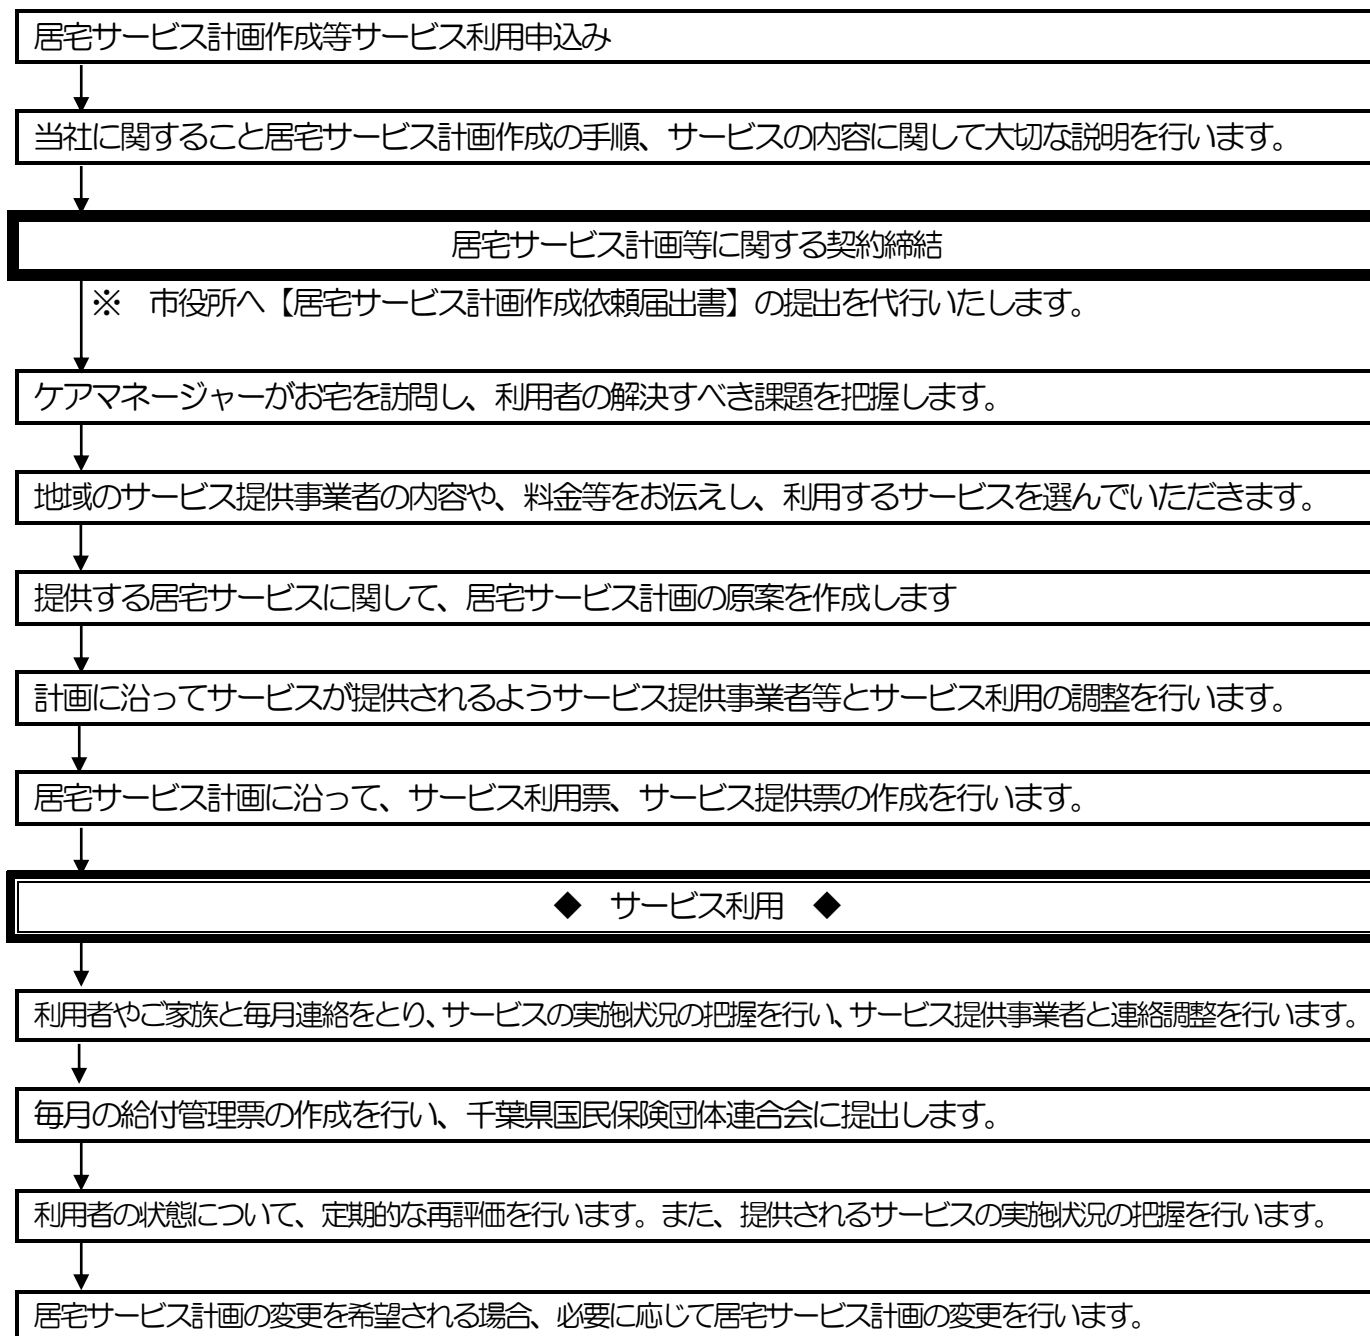 居宅サービス計画作成等サービス利用申込み
当社に関すること居宅サービス計画作成の手順、サービスの内容に関して大切な説明を行います。
居宅サービス計画等に関する契約締結
※　市役所へ【居宅サービス計画作成依頼届出書】の提出を代行いたします。
ケアマネージャーがお宅を訪問し、利用者の解決すべき課題を把握します。
地域のサービス提供事業者の内容や、料金等をお伝えし、利用するサービスを選んでいただきます。
提供する居宅サービスに関して、居宅サービス計画の原案を作成します
計画に沿ってサービスが提供されるようサービス提供事業者等とサービス利用の調整を行います。
居宅サービス計画に沿って、サービス利用票、サービス提供票の作成を行います。
◆　サービス利用　◆
利用者やご家族と毎月連絡をとり、サービスの実施状況の把握を行い、サービス提供事業者と連絡調整を行います。
毎月の給付管理票の作成を行い、千葉県国民保険団体連合会に提出します。
利用者の状態について、定期的な再評価を行います。また、提供されるサービスの実施状況の把握を行います。
居宅サービス計画の変更を希望される場合、必要に応じて居宅サービス計画の変更を行います。